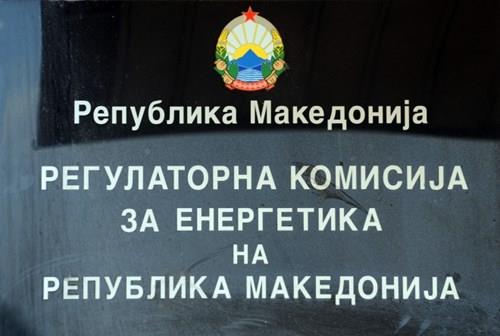 Република Македонија
РЕГУЛАТОРНА КОМИСИЈА
ЗА ЕНЕРГЕТИКА
НА
РЕПУБЛИКА МАКЕДОНИЈА